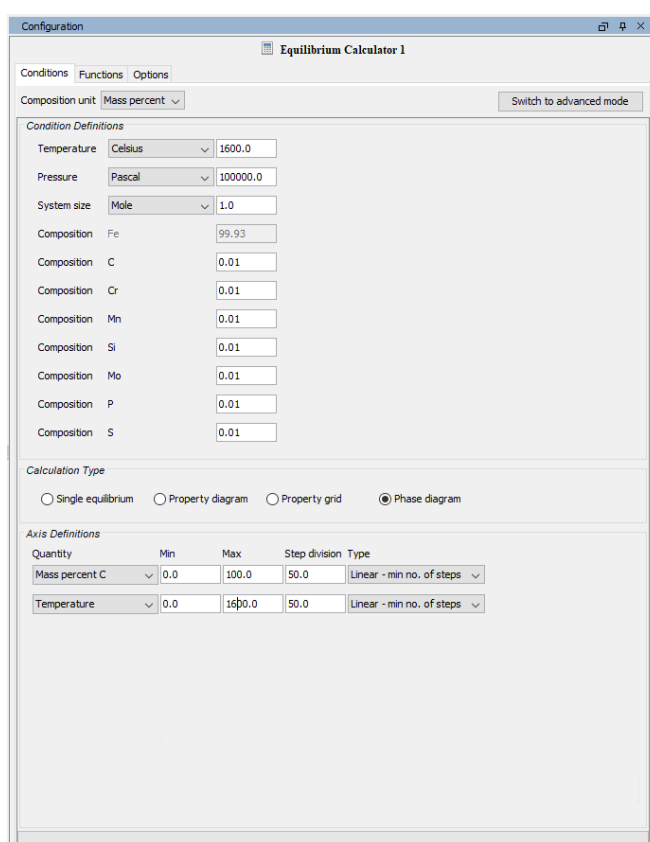 Configuration
Equilibrium Calculator 1
Conditions Functions Options
Composition unit Mass percent Switch to advanced mode
Condition Definitions
Temperature Celsius 1600.0
Pressure Pascal 100000.0
System size Mole 1.0
Composition Fe 99.93
Composition C 0.01
Composition Cr 0.01
Composition Mn 0.01
Composition Si 0.01
Composition Mo 0.01
Composition P 0.01
Composition S 0.01
Calculation Type
Single equilibrium Property diagram Property grid Phase diagram
Axis Definitions
Quantity Min Max Step division Type
Mass percent C 0.0 100.0 50.0 Linear - min no. of steps
Temperature 0.0 1600.0 50.0 Linear - min no. of steps